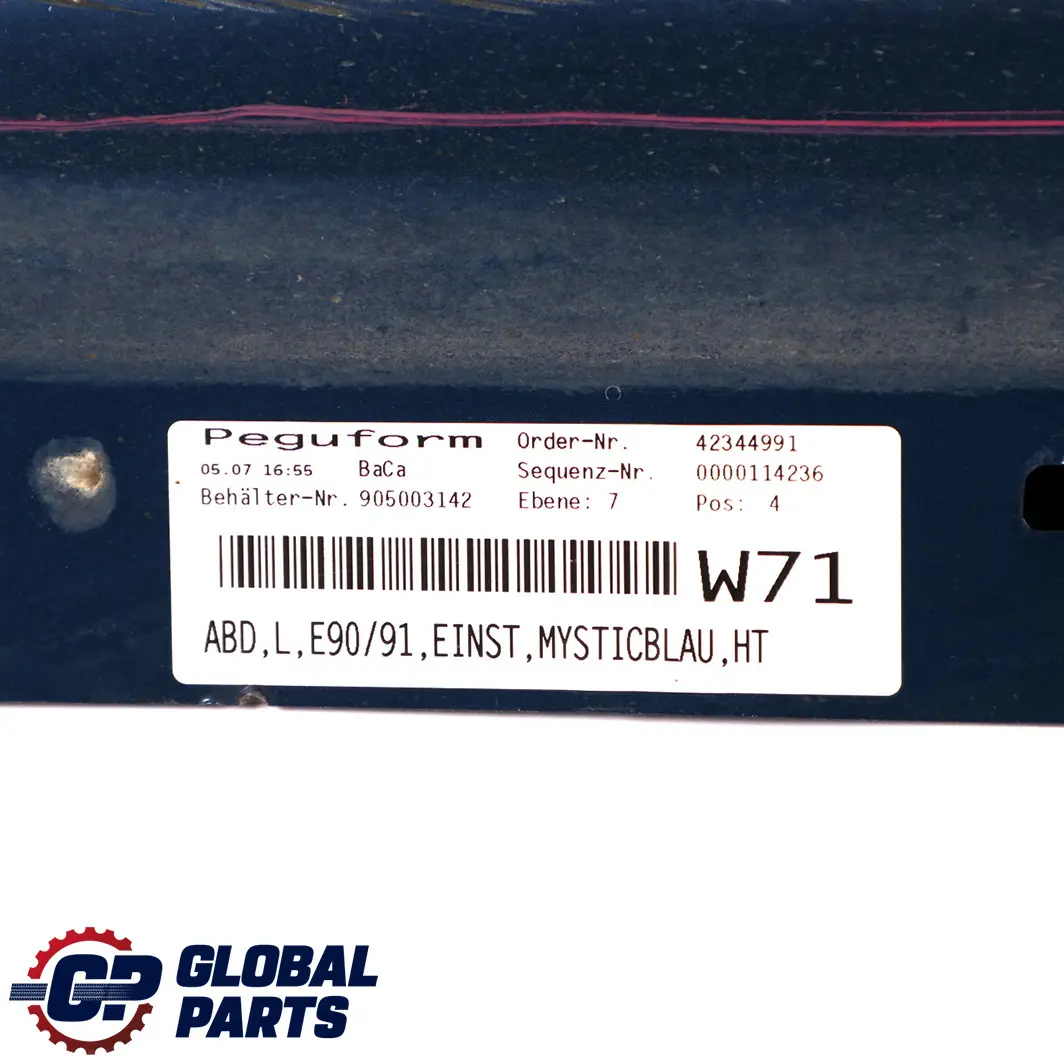 Peguform Order-Nr. 42344991
05.07 16:55 BaCa Sequenz-Nr. 0000114236
Behälter-Nr. 905003142 Ebene: 7 Pos: 4
W71
ABD,L,E90/91,EINST,MYSTICBLAU,HT
GP GLOBAL
PARTS